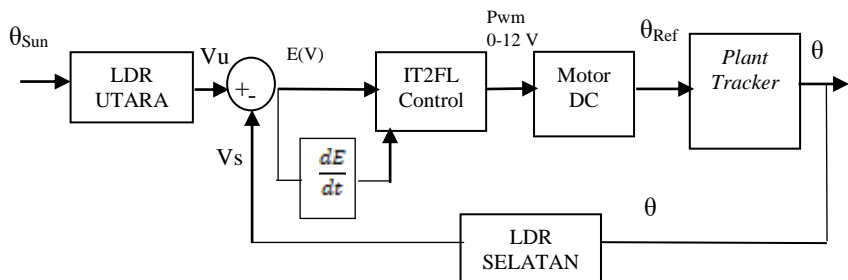 θSun
LDR
UTARA
Vu
+
-
E(V)
IT2FL
Control
Pwm
0-12 V
Motor
DC
θRef
Plant
Tracker
θ
Vs
dE
dt
θ
LDR
SELATAN